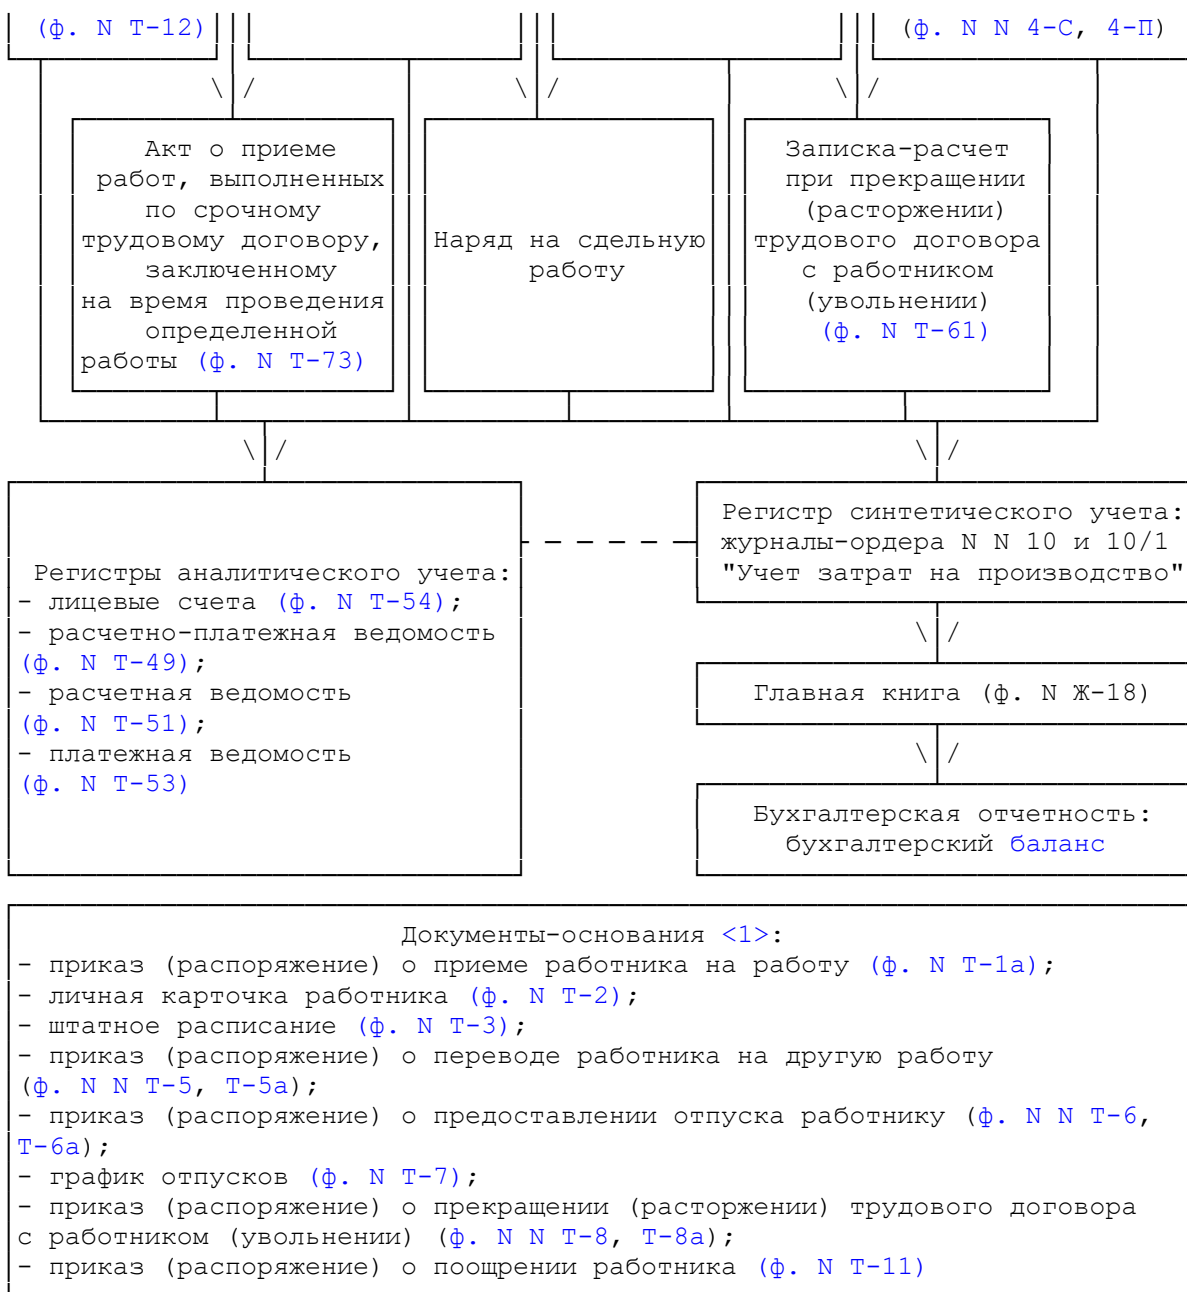 (ф. N Т-12)
(ф. N N 4-С, 4-П)
Акт о приеме
работ, выполненных
по срочному
трудовому договору,
заключенному
на время проведения
определенной
работы (ф. N Т-73)
Наряд на сдельную
работу
Записка-расчет
при прекращении
(расторжении)
трудового договора
с работником
(увольнении)
(ф. N Т-61)
Регистры аналитического учета:
- лицевые счета (ф. N Т-54);
- расчетно-платежная ведомость
(ф. N Т-49);
- расчетная ведомость
(ф. N Т-51);
- платежная ведомость
(ф. N Т-53)
Регистр синтетического учета:
журналы-ордера N N 10 и 10/1
"Учет затрат на производство"
Главная книга (ф. N Ж-18)
Бухгалтерская отчетность:
бухгалтерский баланс
Документы-основания <1>:
- приказ (распоряжение) о приеме работника на работу (ф. N Т-1а);
- личная карточка работника (ф. N Т-2);
- штатное расписание (ф. N Т-3);
- приказ (распоряжение) о переводе работника на другую работу
(ф. N N Т-5, Т-5а);
- приказ (распоряжение) о предоставлении отпуска работнику (ф. N N Т-6,
Т-6а);
- график отпусков (ф. N Т-7);
- приказ (распоряжение) о прекращении (расторжении) трудового договора
с работником (увольнении) (ф. N N Т-8, Т-8а);
- приказ (распоряжение) о поощрении работника (ф. N Т-11)